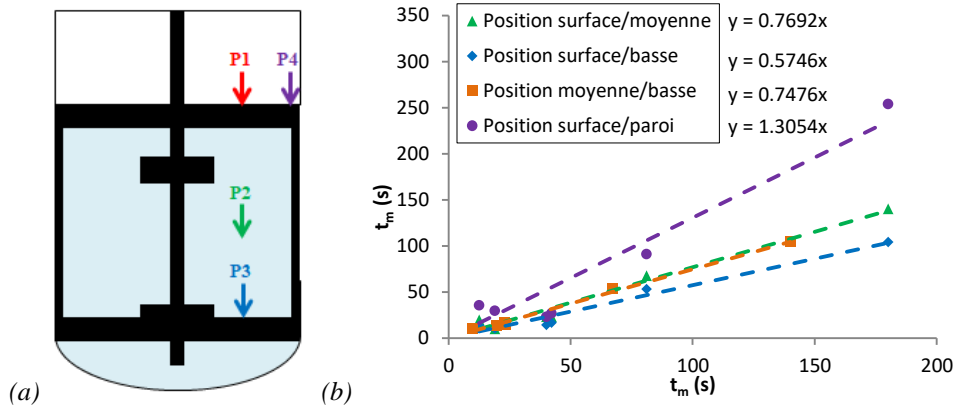 P1 P4
P2
P3
(a)
(b)
350
300
250
200
150
100
50
0
t_m (s)
Position surface/moyenne y = 0.7692x
Position surface/basse y = 0.5746x
Position moyenne/basse y = 0.7476x
Position surface/paroi y = 1.3054x
0 50 100 150 200
t_m (s)